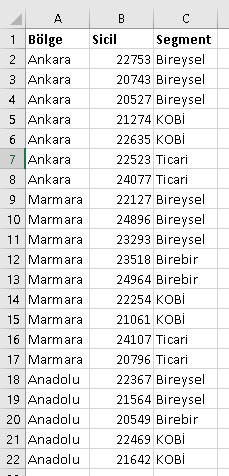 A B C
1 Bölge Sicil Segment
2 Ankara 22753 Bireysel
3 Ankara 20743 Bireysel
4 Ankara 20527 Bireysel
5 Ankara 21274 KOBİ
6 Ankara 22635 KOBİ
7 Ankara 22523 Ticari
8 Ankara 24077 Ticari
9 Marmara 22127 Bireysel
10 Marmara 24896 Bireysel
11 Marmara 23293 Bireysel
12 Marmara 23518 Birebir
13 Marmara 24964 Birebir
14 Marmara 22254 KOBİ
15 Marmara 21061 KOBİ
16 Marmara 24107 Ticari
17 Marmara 20796 Ticari
18 Anadolu 22367 Bireysel
19 Anadolu 21564 Bireysel
20 Anadolu 20549 Birebir
21 Anadolu 22469 KOBİ
22 Anadolu 21642 KOBİ